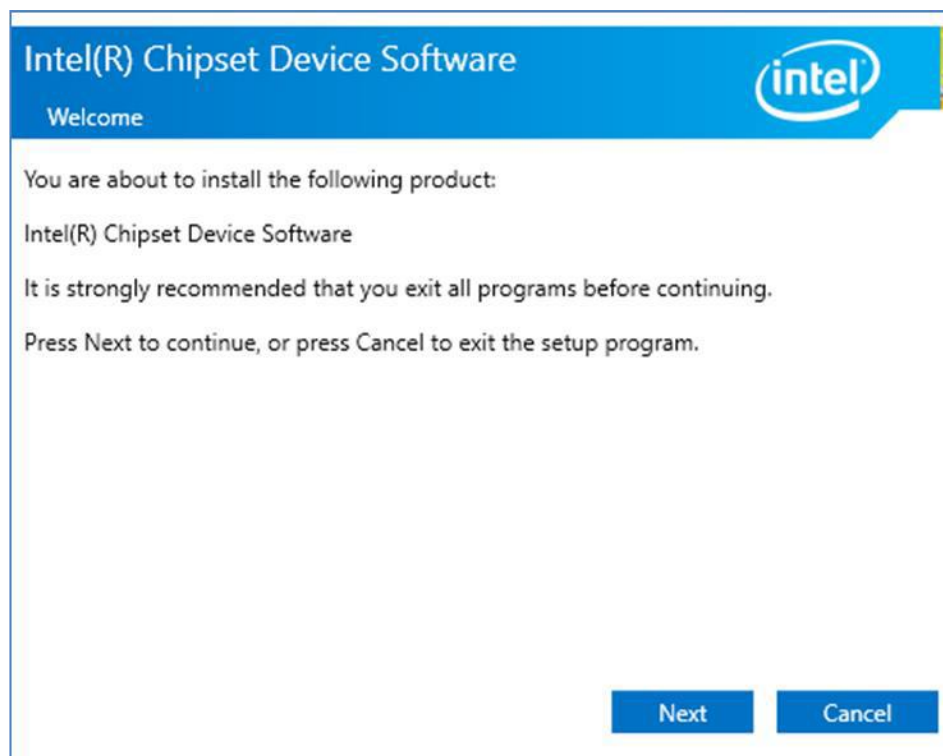 Intel(R) Chipset Device Software
intel
Welcome
You are about to install the following product:
Intel(R) Chipset Device Software
It is strongly recommended that you exit all programs before continuing.
Press Next to continue, or press Cancel to exit the setup program.
Next Cancel